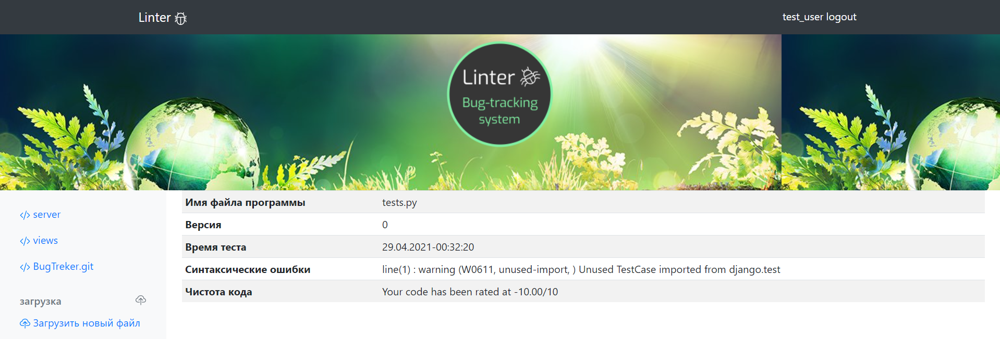 Linter
test_user logout
Linter
Bug-tracking
system
server
views
BugTreker.git
загрузка
Загрузить новый файл
Имя файла программы tests.py
Версия 0
Время теста 29.04.2021-00:32:20
Синтаксические ошибки line(1) : warning (W0611, unused-import, ) Unused TestCase imported from django.test
Чистота кода Your code has been rated at -10.00/10